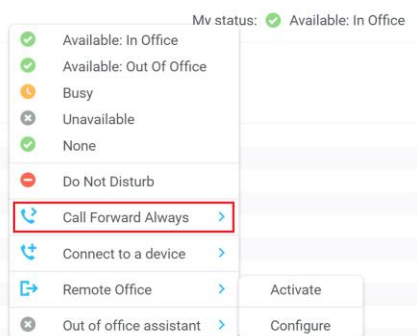 My status: Available: In Office
Available: In Office
Available: Out Of Office
Busy
Unavailable
None
Do Not Disturb
Call Forward Always
Connect to a device
Remote Office
Activate
Out of office assistant
Configure